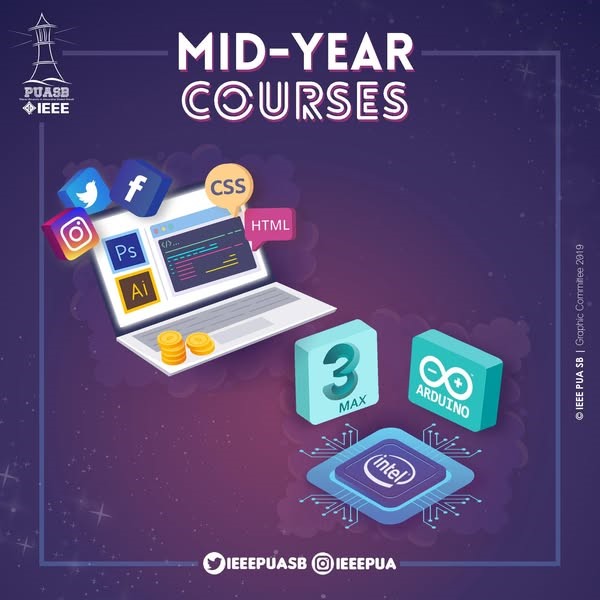 MID-YEAR
COURSES
PUASB
IEEE
CSS
HTML
</>...
Ps
Ai
3
MAX
ARDUINO
intel
© IEEE PUA SB | Graphic Committee 2019
IEEEPUASB IEEEPUA